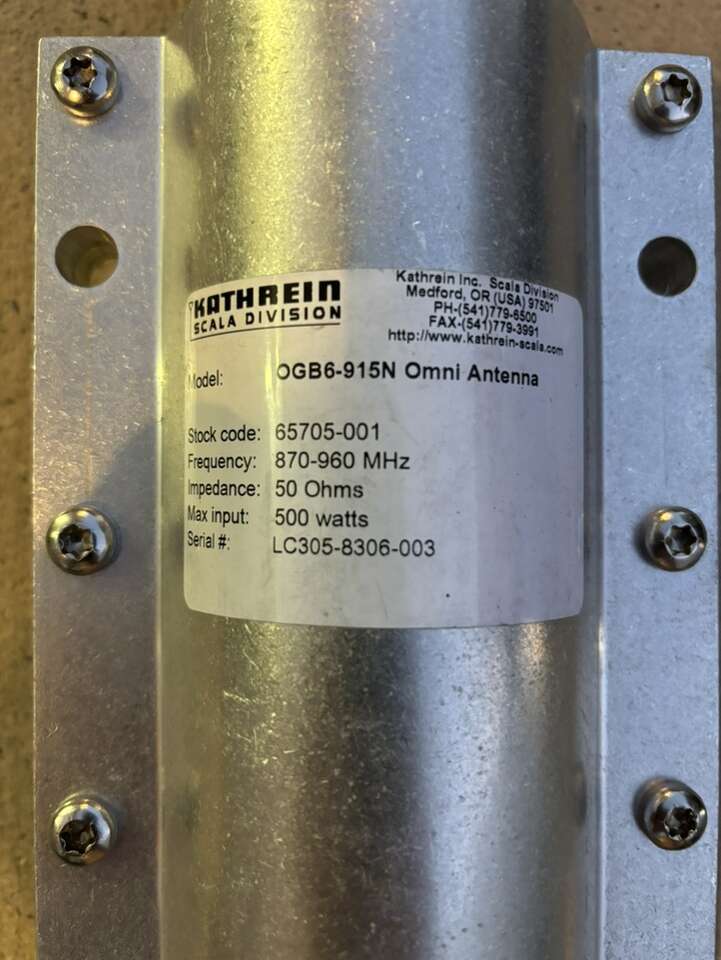 KATHREIN
SCALA DIVISION
Kathrein Inc. Scala Division
Medford, OR (USA) 97501
PH-(541)779-6500
FAX-(541)779-3991
http://www.kathrein-scala.com
Model: OGB6-915N Omni Antenna
Stock code: 65705-001
Frequency: 870-960 MHz
Impedance: 50 Ohms
Max input: 500 watts
Serial #: LC305-8306-003